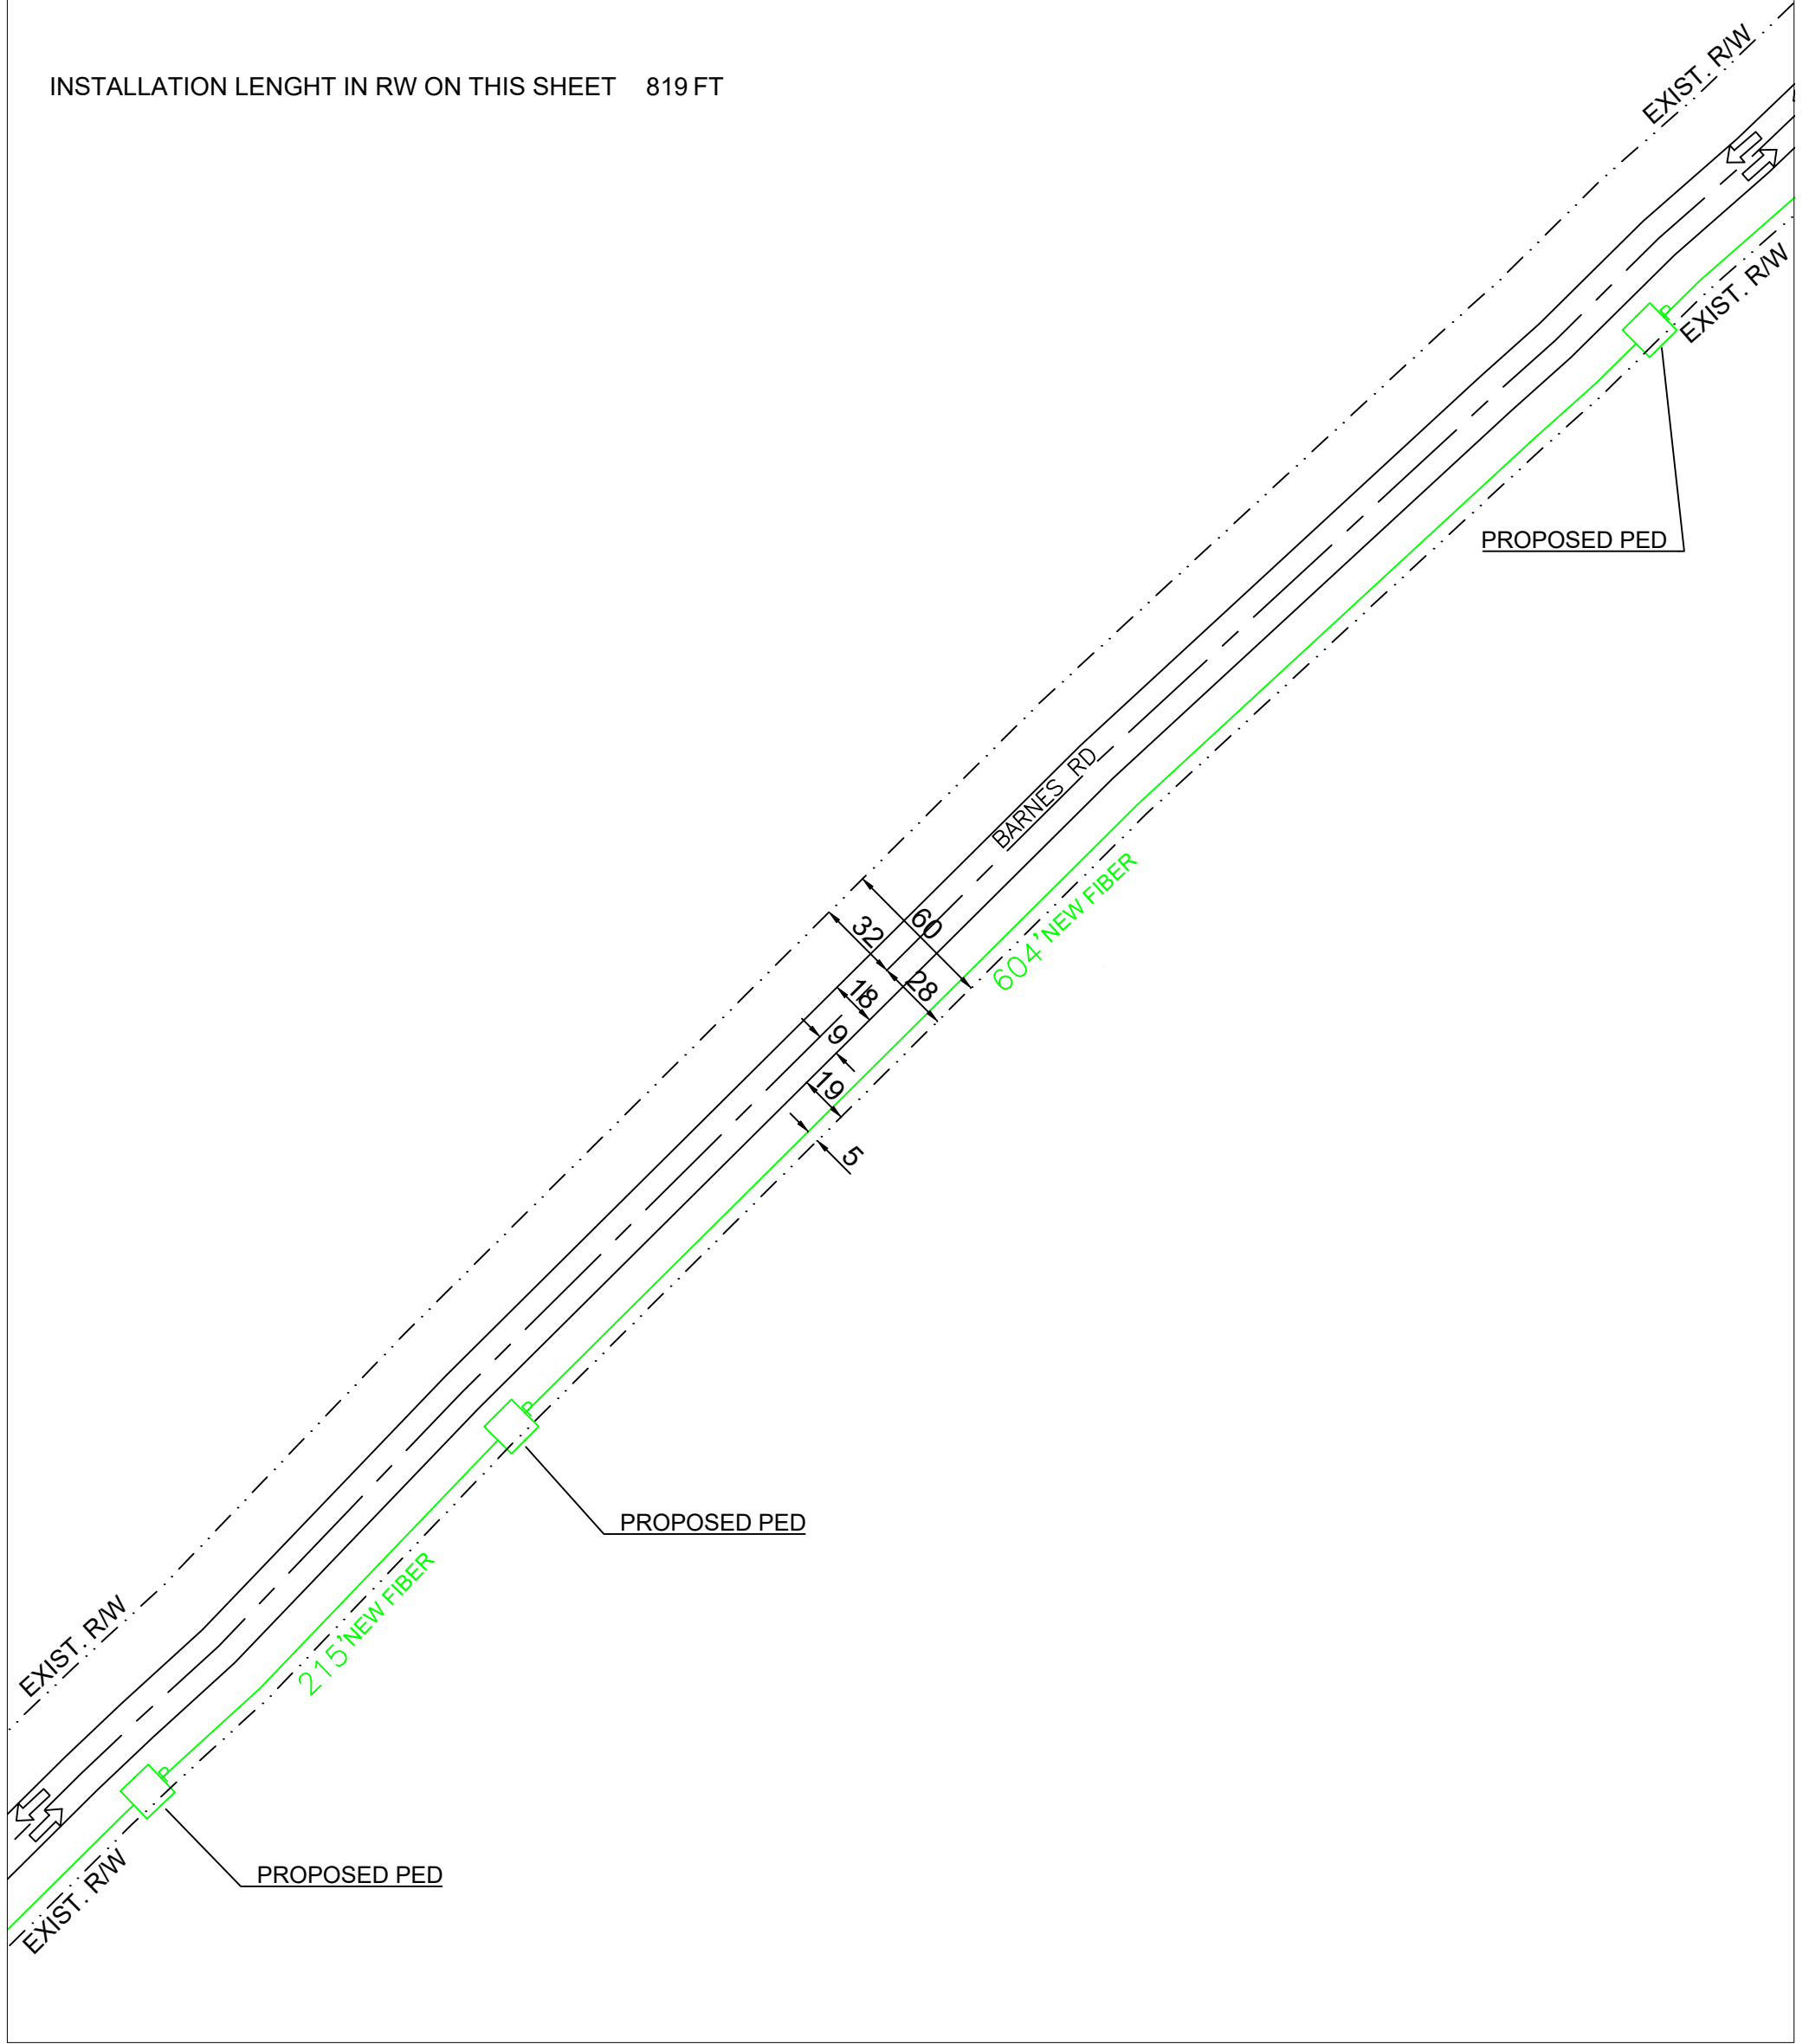 INSTALLATION LENGHT IN RW ON THIS SHEET 819 FT
EXIST. R/W
EXIST. R/W
P
PROPOSED PED
BARNES RD
604' NEW FIBER
60
32
28
18
9
19
5
P
PROPOSED PED
215' NEW FIBER
EXIST. R/W
P
PROPOSED PED
EXIST. R/W